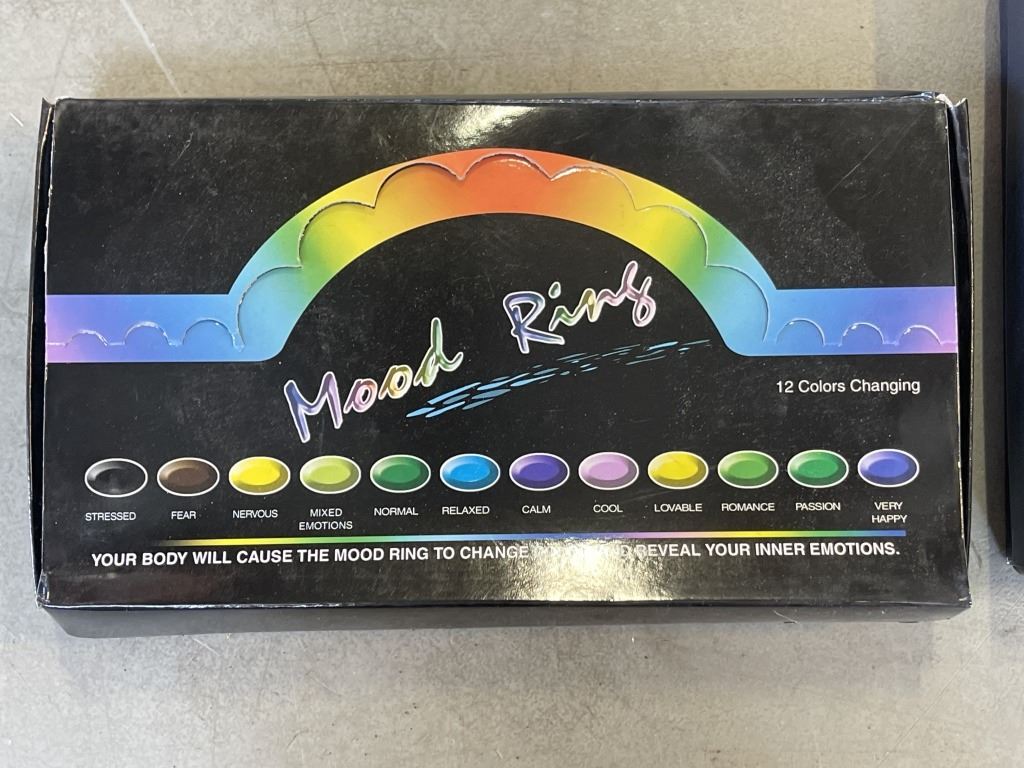 Mood Ring
12 Colors Changing
STRESSED FEAR NERVOUS MIXED EMOTIONS NORMAL RELAXED CALM COOL LOVABLE ROMANCE PASSION VERY HAPPY
YOUR BODY WILL CAUSE THE MOOD RING TO CHANGE REVEAL YOUR INNER EMOTIONS.